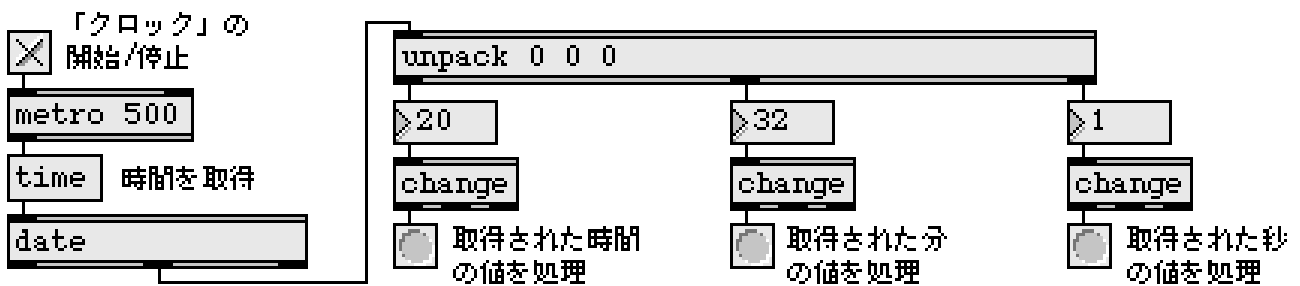 「クロック」の
開始/停止
metro 500
time
時間を取得
date
unpack 0 0 0
20
32
1
change
change
change
取得された時間
の値を処理
取得された分
の値を処理
取得された秒
の値を処理